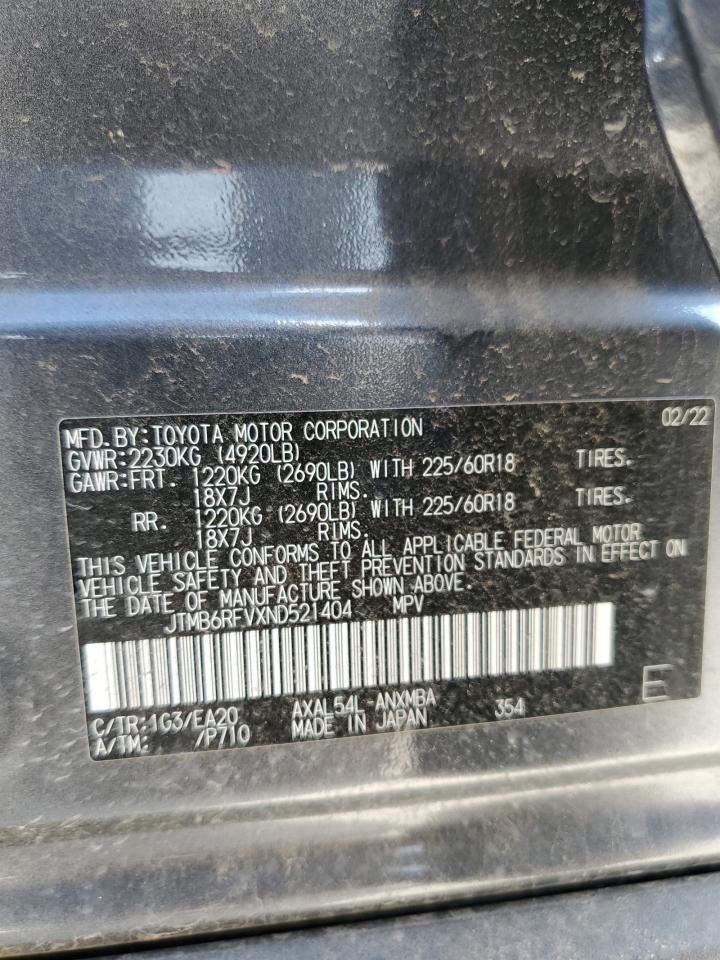 MFD. BY: TOYOTA MOTOR CORPORATION 02/22
GVWR: 2230KG (4920LB)
GAWR: FRT. 1220KG (2690LB) WITH 225/60R18 TIRES.
18X7J RIMS.
RR. 1220KG (2690LB) WITH 225/60R18 TIRES.
18X7J RIMS.
THIS VEHICLE CONFORMS TO ALL APPLICABLE FEDERAL MOTOR
VEHICLE SAFETY AND THEFT PREVENTION STANDARDS IN EFFECT ON
THE DATE OF MANUFACTURE SHOWN ABOVE.
JTMB6RFVXND521404 MPV
C/TR: 1G3/EA20 AXAL54L-ANXMBA 354 E
A/TM: /P710 MADE IN JAPAN